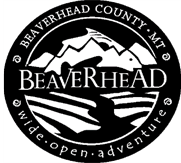 BEAVERHEAD COUNTY · MT
BEAVERHEAD
wide · open · adventure